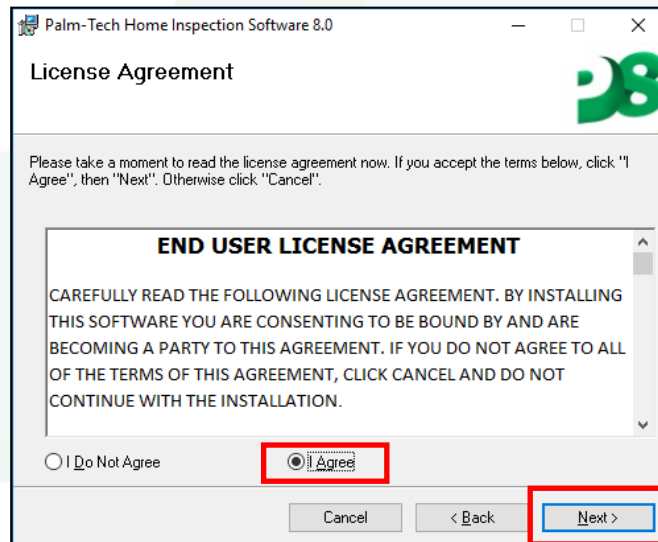 Palm-Tech Home Inspection Software 8.0
License Agreement
P8
Please take a moment to read the license agreement now. If you accept the terms below, click "I
Agree", then "Next". Otherwise click "Cancel".
END USER LICENSE AGREEMENT
CAREFULLY READ THE FOLLOWING LICENSE AGREEMENT. BY INSTALLING
THIS SOFTWARE YOU ARE CONSENTING TO BE BOUND BY AND ARE
BECOMING A PARTY TO THIS AGREEMENT. IF YOU DO NOT AGREE TO ALL
OF THE TERMS OF THIS AGREEMENT, CLICK CANCEL AND DO NOT
CONTINUE WITH THE INSTALLATION.
I Do Not Agree I Agree
Cancel < Back Next >